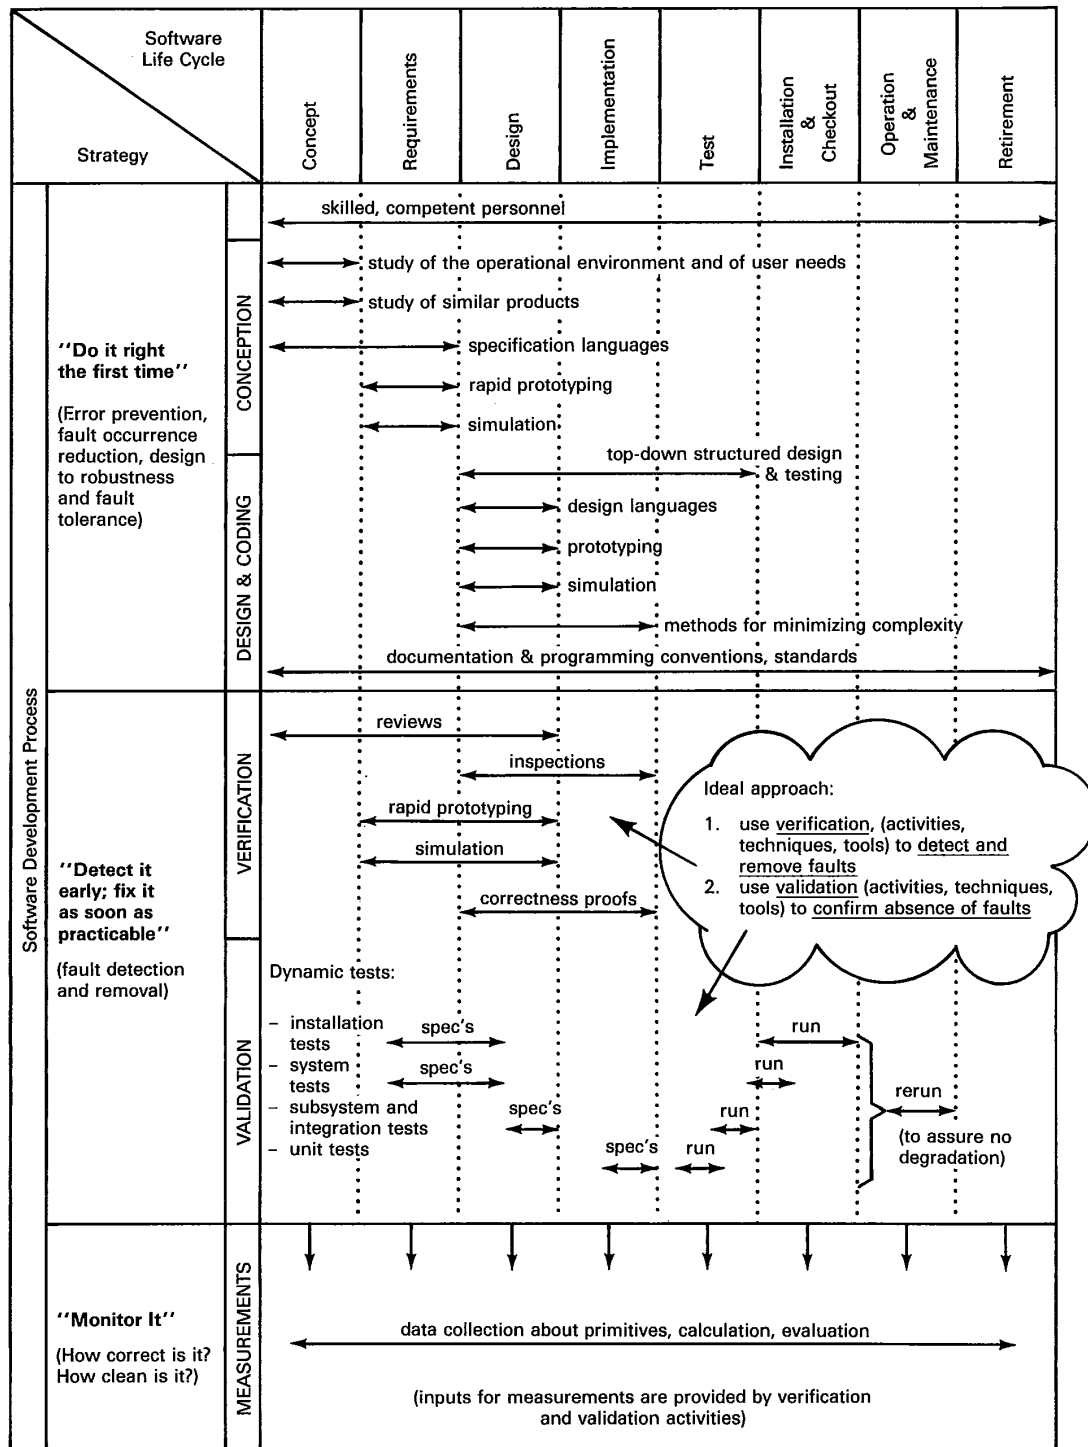 Software
Life Cycle
Strategy
Concept
Requirements
Design
Implementation
Test
Installation
&
Checkout
Operation
&
Maintenance
Retirement
Software Development Process
''Do it right
the first time''
(Error prevention,
fault occurrence
reduction, design
to robustness
and fault
tolerance)
CONCEPTION
skilled, competent personnel
study of the operational environment and of user needs
study of similar products
specification languages
rapid prototyping
simulation
DESIGN & CODING
top-down structured design
& testing
design languages
prototyping
simulation
methods for minimizing complexity
documentation & programming conventions, standards
''Detect it
early; fix it
as soon as
practicable''
(fault detection
and removal)
VERIFICATION
reviews
inspections
rapid prototyping
simulation
correctness proofs
Ideal approach:
1. use verification, (activities,
techniques, tools) to detect and
remove faults
2. use validation (activities, techniques,
tools) to confirm absence of faults
VALIDATION
Dynamic tests:
– installation
tests
spec's
run
– system
tests
spec's
run
– subsystem and
integration tests
spec's
run
– unit tests
spec's
run
rerun
(to assure no
degradation)
''Monitor It''
(How correct is it?
How clean is it?)
MEASUREMENTS
data collection about primitives, calculation, evaluation
(inputs for measurements are provided by verification
and validation activities)